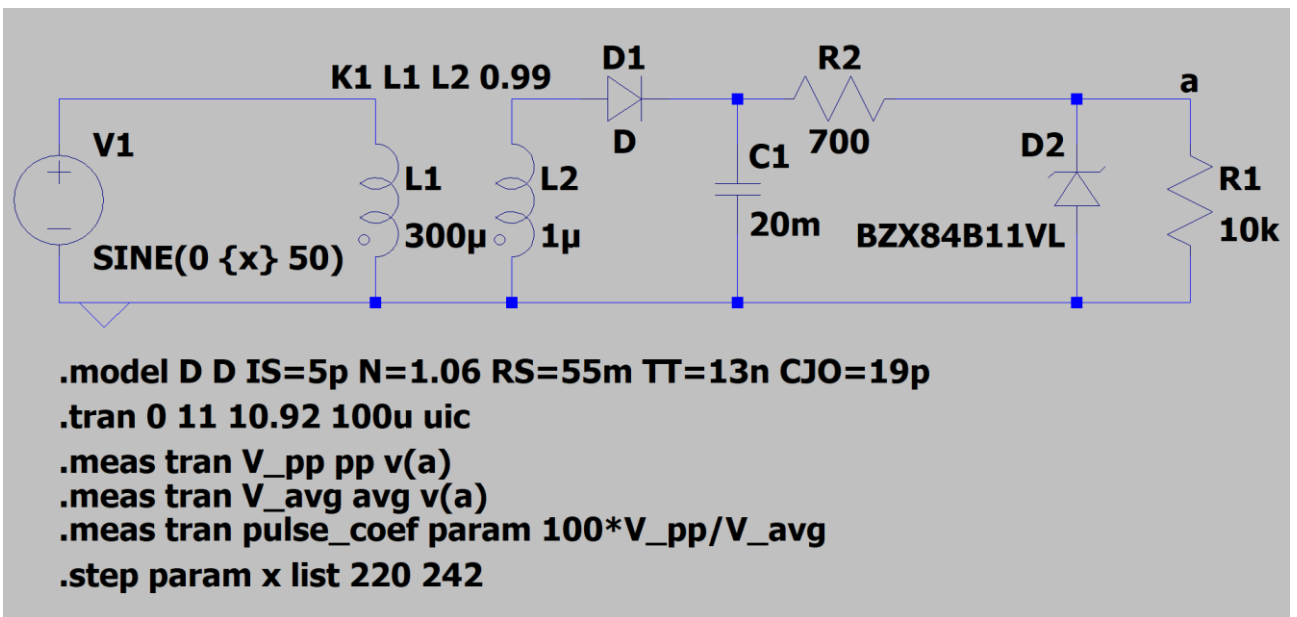 K1 L1 L2 0.99
D1
R2
a
V1
L1
L2
D
C1
700
D2
R1
300µ
1µ
20m
BZX84B11VL
10k
SINE(0 {x} 50)
.model D D IS=5p N=1.06 RS=55m TT=13n CJO=19p
.tran 0 11 10.92 100u uic
.meas tran V_pp pp v(a)
.meas tran V_avg avg v(a)
.meas tran pulse_coef param 100*V_pp/V_avg
.step param x list 220 242